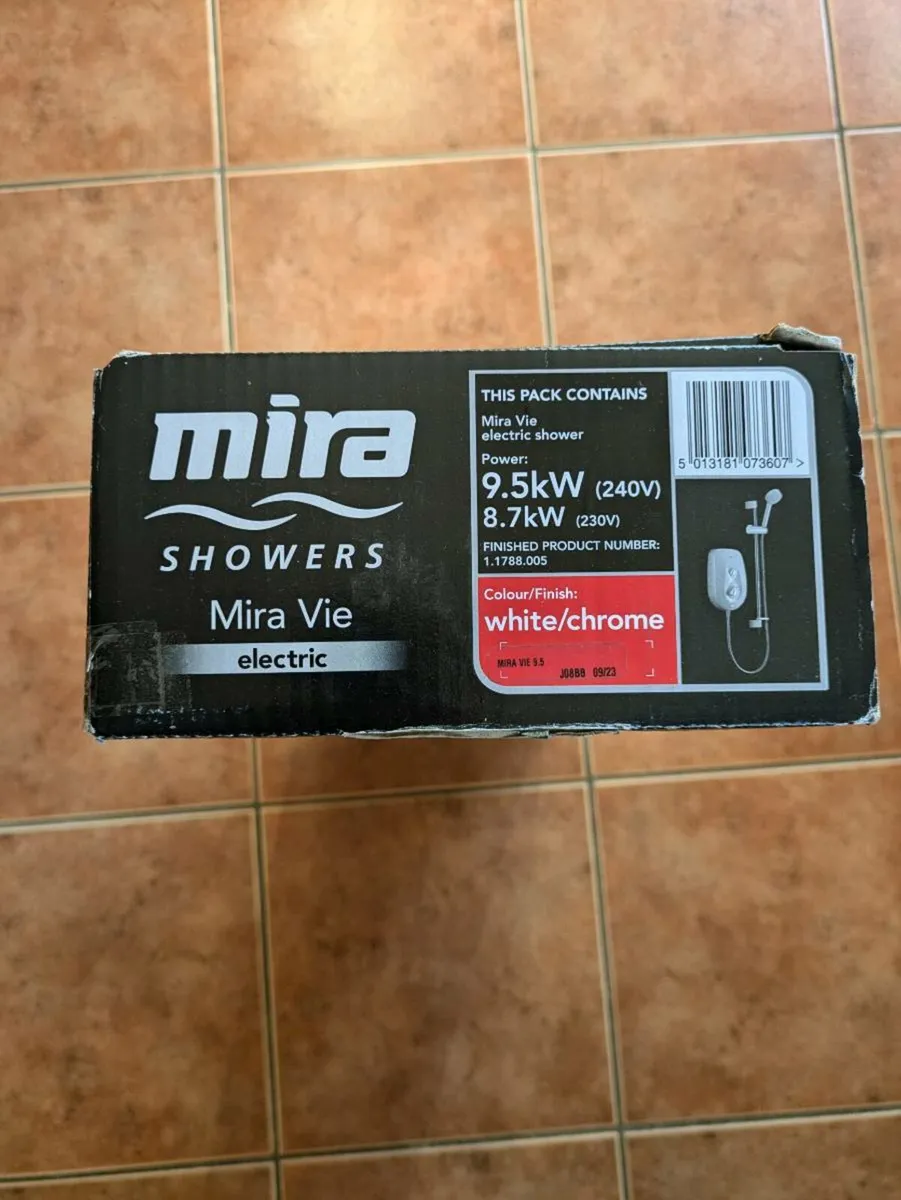 mira
SHOWERS
Mira Vie
electric
THIS PACK CONTAINS
Mira Vie
electric shower
Power:
9.5kW (240V)
8.7kW (230V)
FINISHED PRODUCT NUMBER:
1.1788.005
Colour/Finish:
white/chrome
MIRA VIE 9.5
J08BB 09/23
5 013181 073607 >